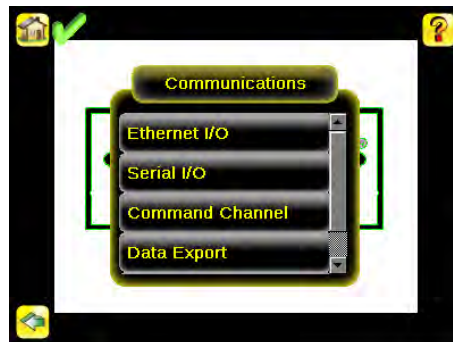 Communications
Ethernet I/O
Serial I/O
Command Channel
Data Export